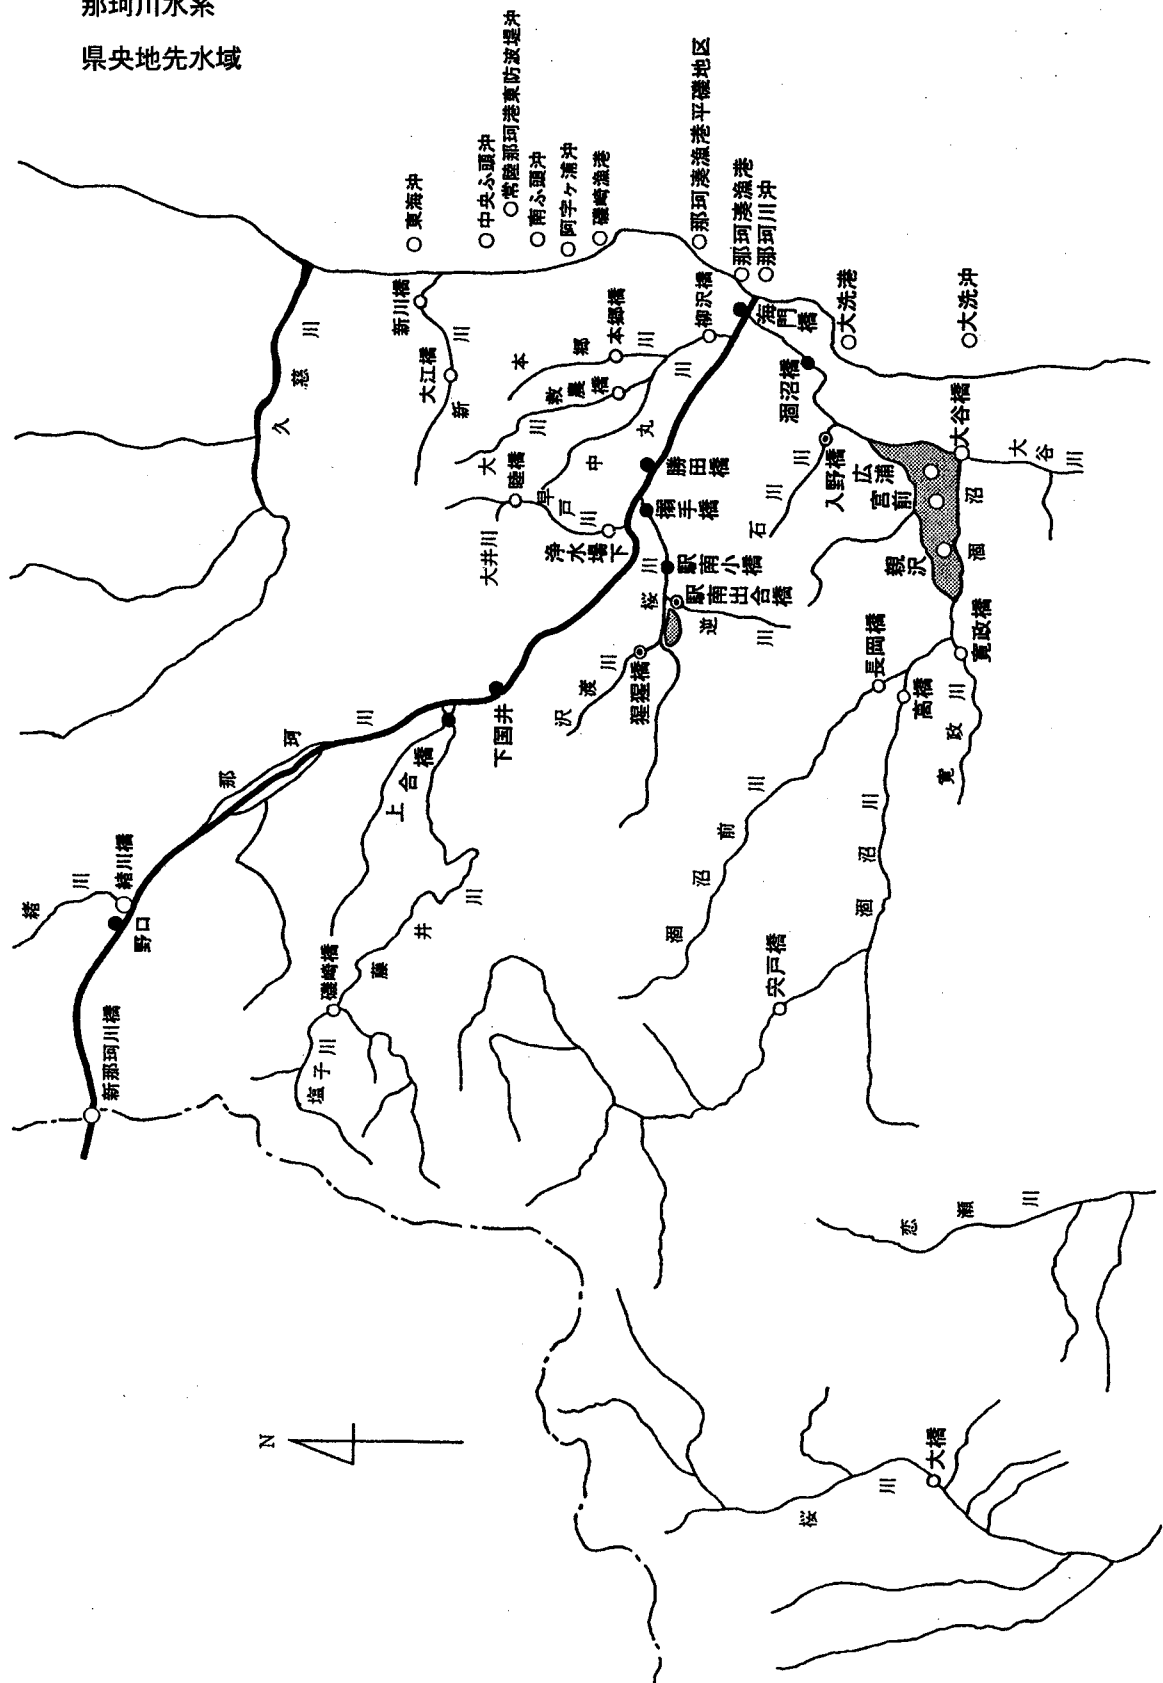 那珂川水系
県央地先水域
東海沖
中央ふ頭沖
常陸那珂港東防波堤沖
南ふ頭沖
阿字ヶ浦沖
磯崎漁港
那珂湊漁港平磯地区
那珂湊漁港
那珂川沖
大洗港
大洗沖
久慈川
新川橋
大江橋
新川
本郷橋
本郷川
救農橋
大川
柳沢橋
中丸川
海門橋
涸沼橋
勝田橋
搦手橋
睦橋
早戸川
大井川
浄水場下
駅南小橋
駅南出合橋
桜川
逆川
沢渡川
猩猩橋
石川
入野橋
広浦
宮前
親沢
涸沼
大谷橋
大谷川
寛政橋
寛政川
長岡橋
高橋
涸沼前川
涸沼川
宍戸橋
下国井
上合橋
那珂川
緒川
緒川橋
野口
新那珂川橋
磯崎橋
藤井川
塩子川
恋瀬川
桜川
大橋
N